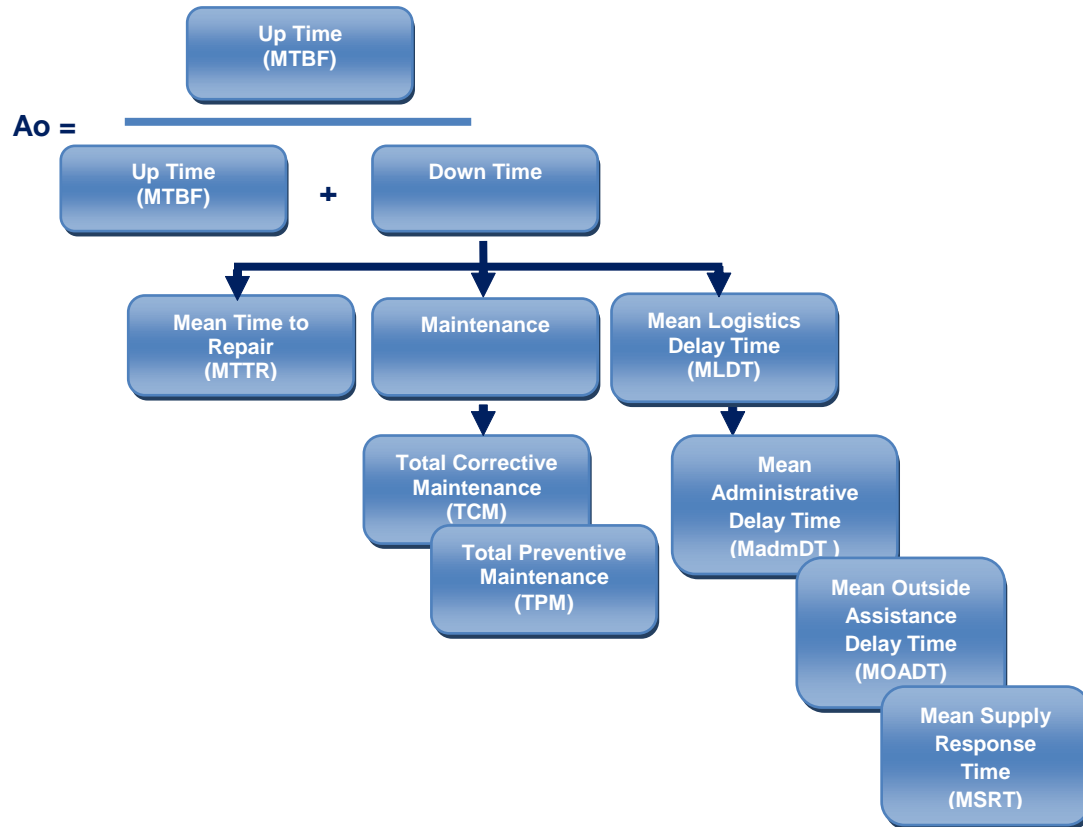 Up Time
(MTBF)
Ao =
Up Time
(MTBF)
+
Down Time
Mean Time to
Repair
(MTTR)
Maintenance
Mean Logistics
Delay Time
(MLDT)
Total Corrective
Maintenance
(TCM)
Total Preventive
Maintenance
(TPM)
Mean
Administrative
Delay Time
(MadmDT )
Mean Outside
Assistance
Delay Time
(MOADT)
Mean Supply
Response
Time
(MSRT)